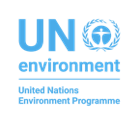 UN
environment
United Nations
Environment Programme